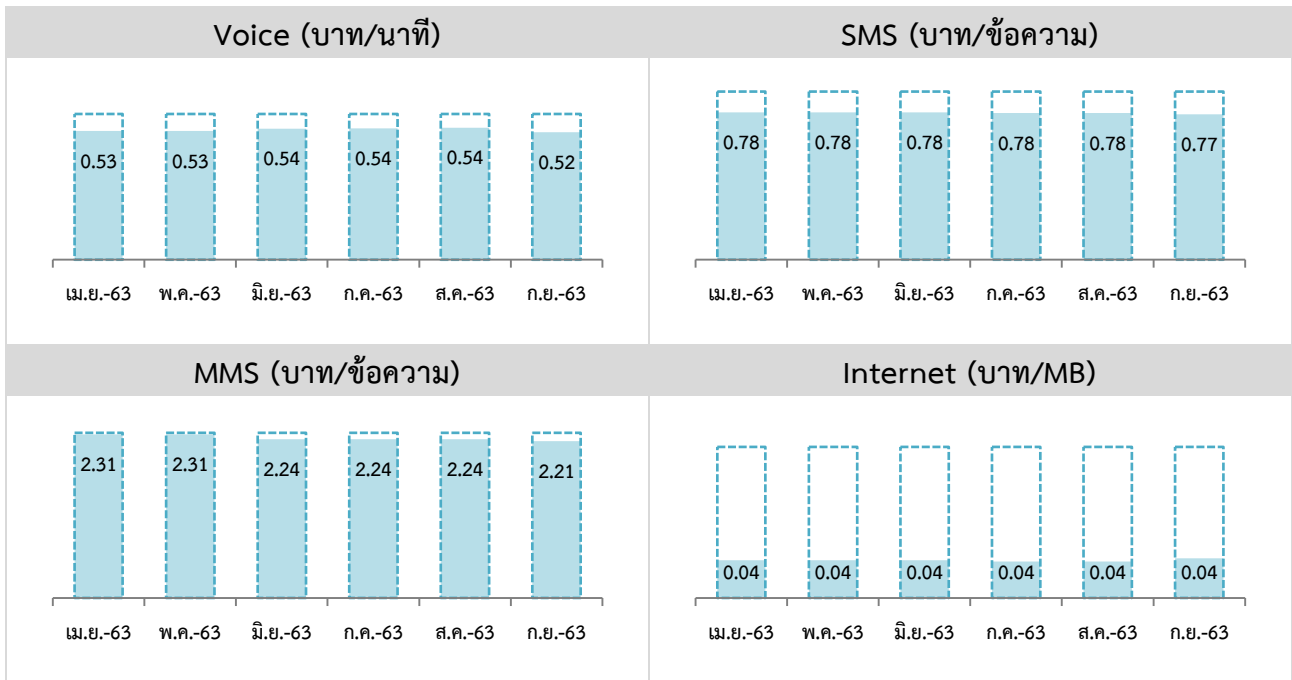 Voice (บาท/นาที)
0.53 0.53 0.54 0.54 0.54 0.52
เม.ย.-63 พ.ค.-63 มิ.ย.-63 ก.ค.-63 ส.ค.-63 ก.ย.-63
SMS (บาท/ข้อความ)
0.78 0.78 0.78 0.78 0.78 0.77
เม.ย.-63 พ.ค.-63 มิ.ย.-63 ก.ค.-63 ส.ค.-63 ก.ย.-63
MMS (บาท/ข้อความ)
2.31 2.31 2.24 2.24 2.24 2.21
เม.ย.-63 พ.ค.-63 มิ.ย.-63 ก.ค.-63 ส.ค.-63 ก.ย.-63
Internet (บาท/MB)
0.04 0.04 0.04 0.04 0.04 0.04
เม.ย.-63 พ.ค.-63 มิ.ย.-63 ก.ค.-63 ส.ค.-63 ก.ย.-63